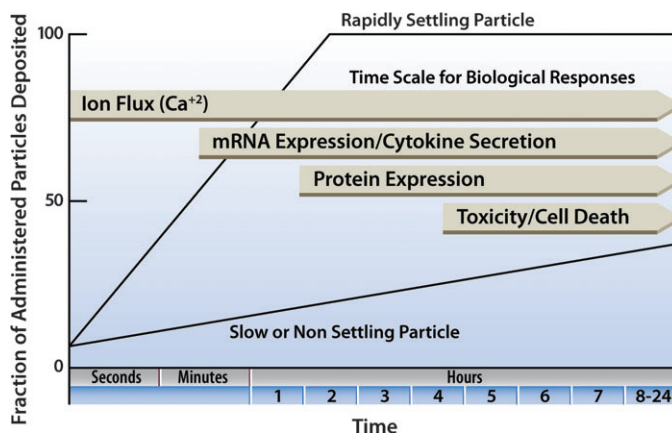 Fraction of Administered Particles Deposited
100
50
0
Rapidly Settling Particle
Time Scale for Biological Responses
Ion Flux (Ca+2)
mRNA Expression/Cytokine Secretion
Protein Expression
Toxicity/Cell Death
Slow or Non Settling Particle
Seconds Minutes Hours
1 2 3 4 5 6 7 8-24
Time